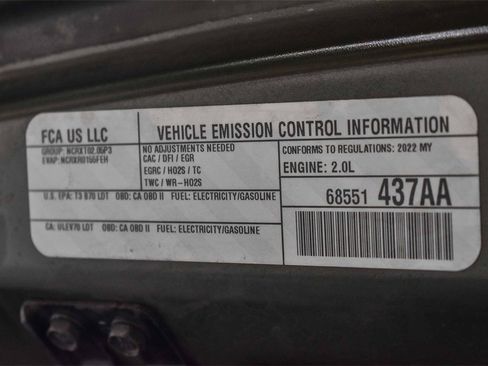 FCA US LLC
VEHICLE EMISSION CONTROL INFORMATION
GROUP: NCRXT02.05P3
EVAP: NCRXR0155FEH
NO ADJUSTMENTS NEEDED
CAC / DFI / EGR
EGRC / HO2S / TC
TWC / WR-HO2S
CONFORMS TO REGULATIONS: 2022 MY
ENGINE: 2.0L
U.S. EPA: T3 B70 LDT OBD: CA OBD II FUEL: ELECTRICITY/GASOLINE
CA: ULEV70 LDT OBD: CA OBD II FUEL: ELECTRICITY/GASOLINE
68551 437AA